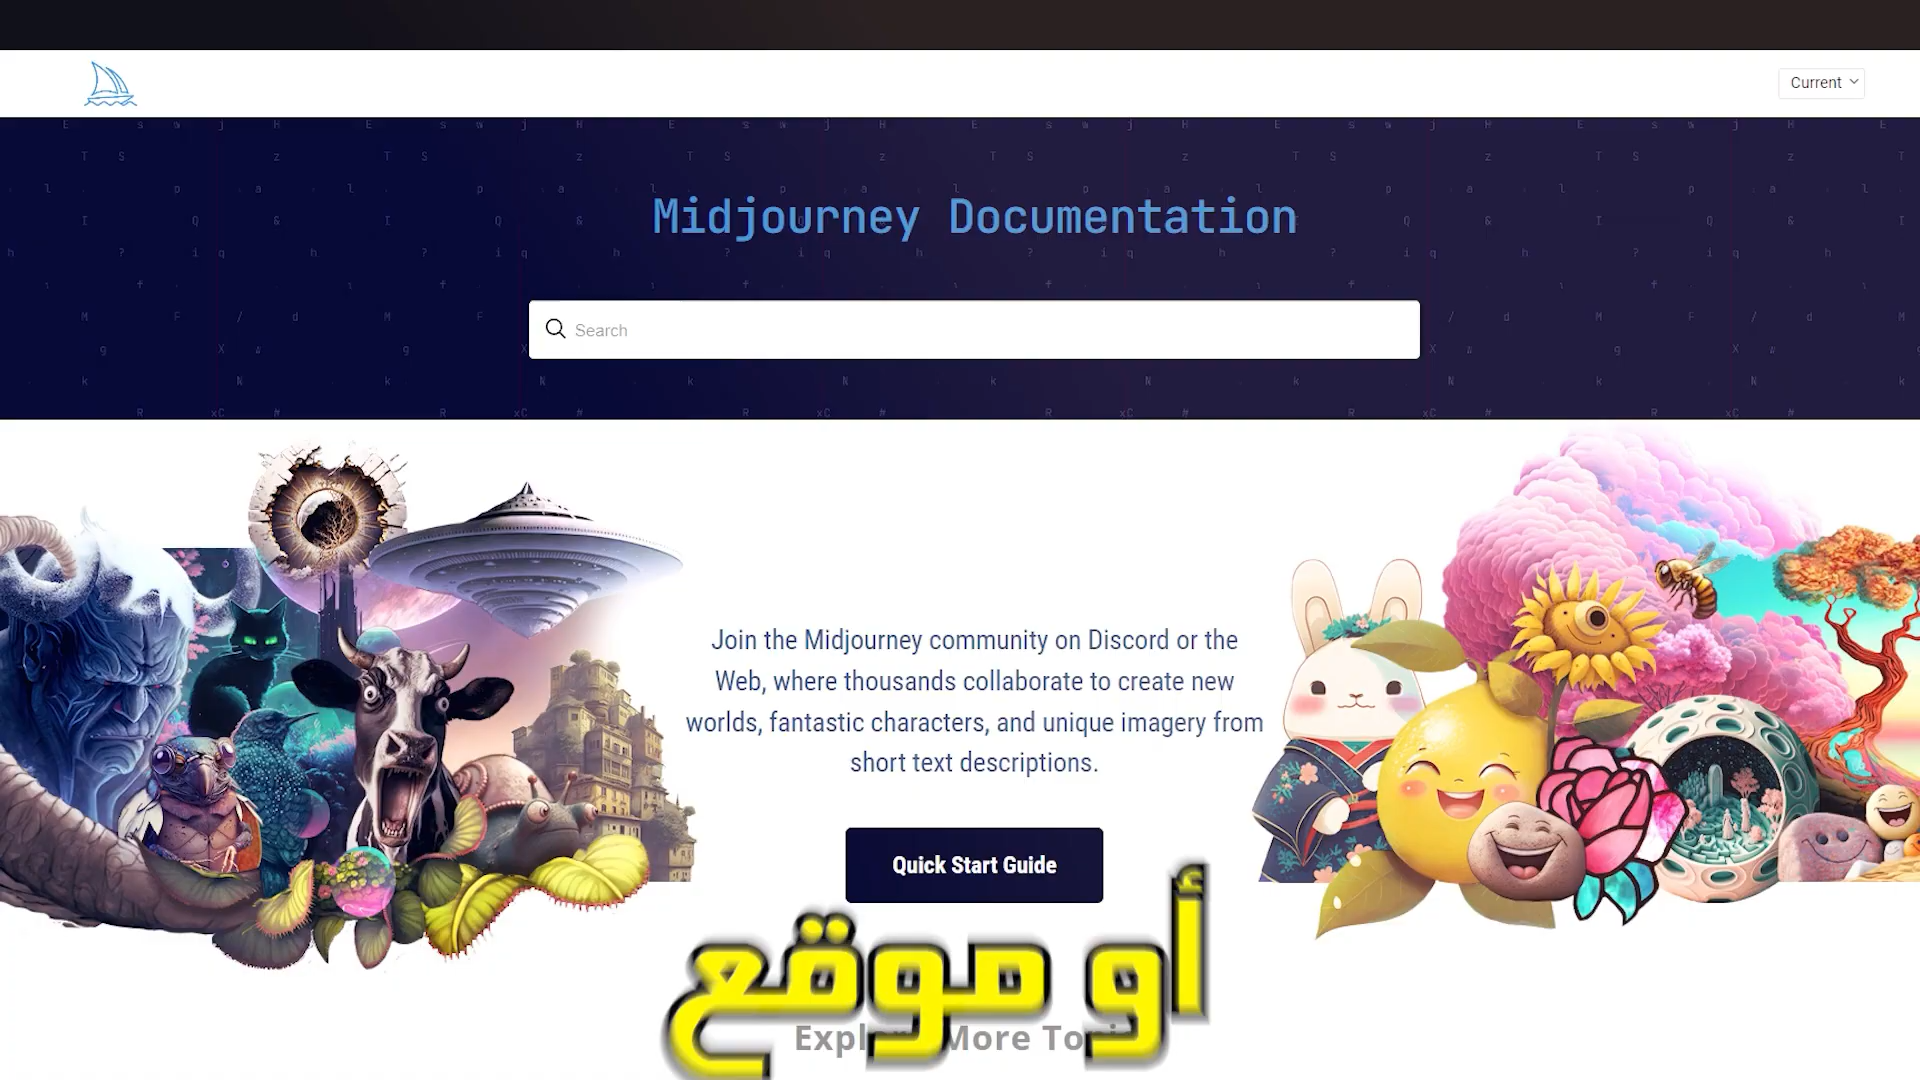 Current
Midjourney Documentation
Search
Join the Midjourney community on Discord or the
Web, where thousands collaborate to create new
worlds, fantastic characters, and unique imagery from
short text descriptions.
Quick Start Guide
أو موقع
More